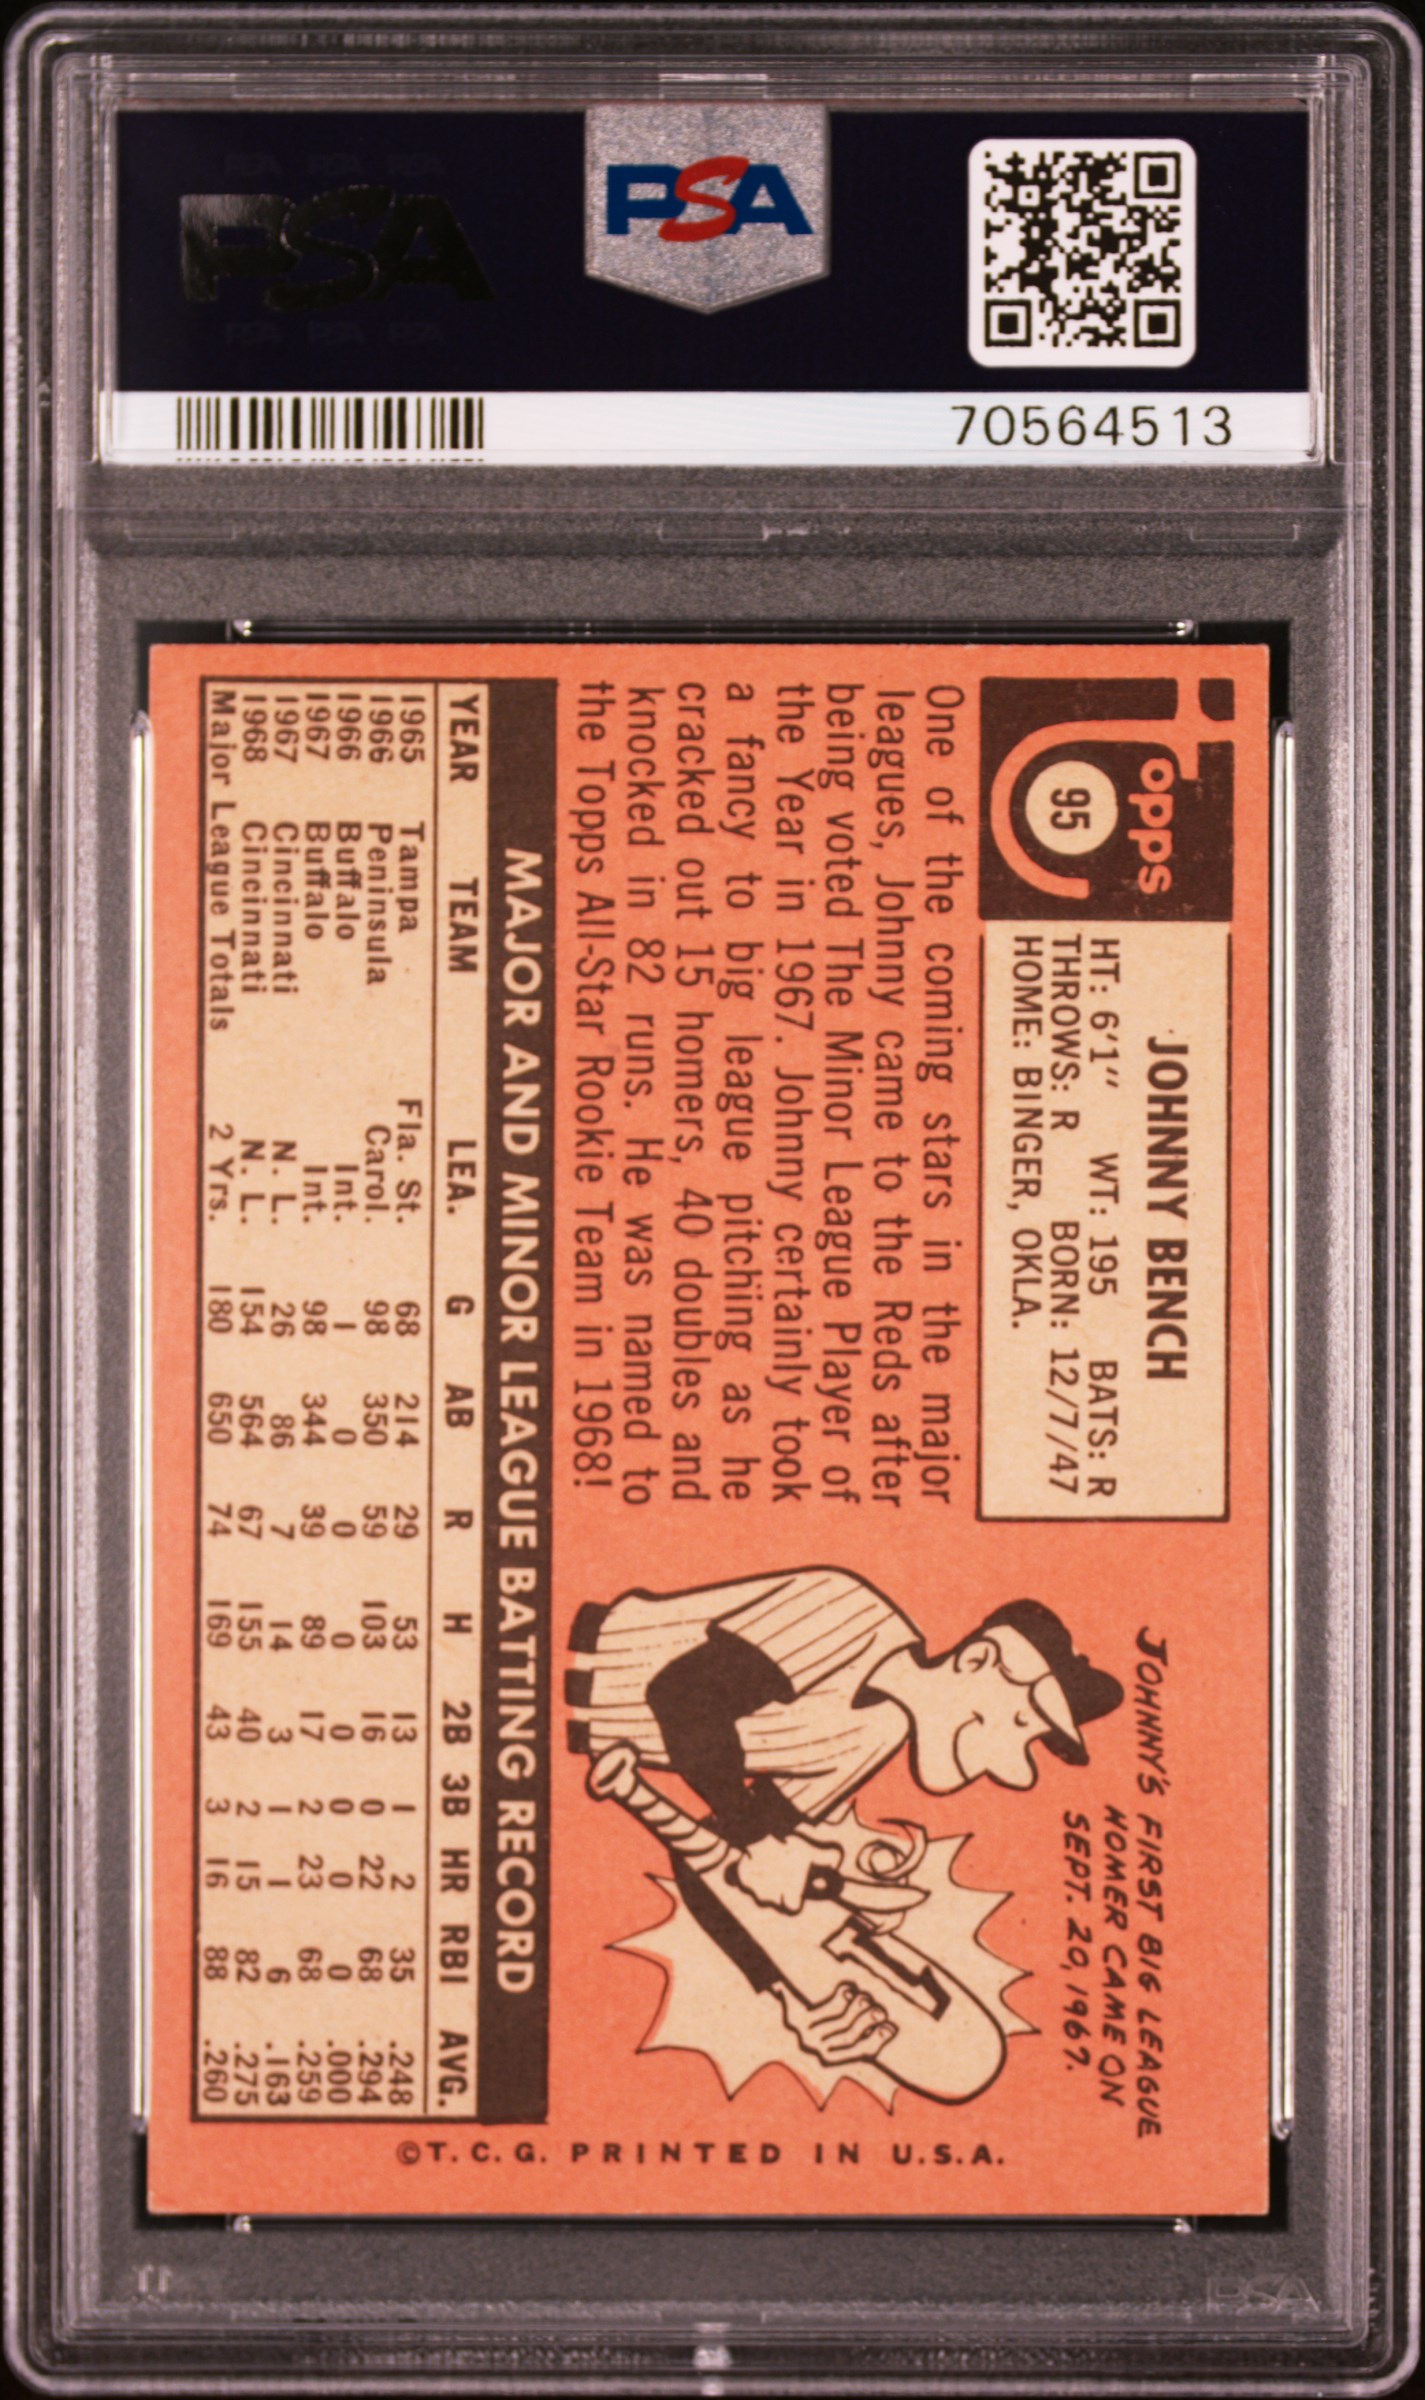 PSA
PSA
70564513
Topps
95
JOHNNY BENCH
HT: 6'1" WT: 195 BATS: R
THROWS: R BORN: 12/7/47
HOME: BINGER, OKLA.
One of the coming stars in the major
leagues, Johnny came to the Reds after
being voted The Minor League Player of
the Year in 1967. Johnny certainly took
a fancy to big league pitching as he
cracked out 15 homers, 40 doubles and
knocked in 82 runs. He was named to
the Topps All-Star Rookie Team in 1968!
JOHNNY'S FIRST BIG LEAGUE
HOMER CAME ON
SEPT. 20, 1967.
MAJOR AND MINOR LEAGUE BATTING RECORD
YEAR TEAM LEA. G AB R H 2B 3B HR RBI AVG.
1965 Tampa Fla. St. 68 214 29 53 13 1 2 35 .248
1966 Peninsula Carol. 98 350 59 103 16 0 22 68 .294
1966 Buffalo Int. 1 0 0 0 0 0 0 0 .000
1967 Buffalo Int. 98 344 39 89 17 2 23 68 .259
1967 Cincinnati N. L. 26 86 7 14 3 1 1 6 .163
1968 Cincinnati N. L. 154 564 67 155 40 2 15 82 .275
Major League Totals 2 Yrs. 180 650 74 169 43 3 16 88 .260
©T.C.G. PRINTED IN U.S.A.
PSA